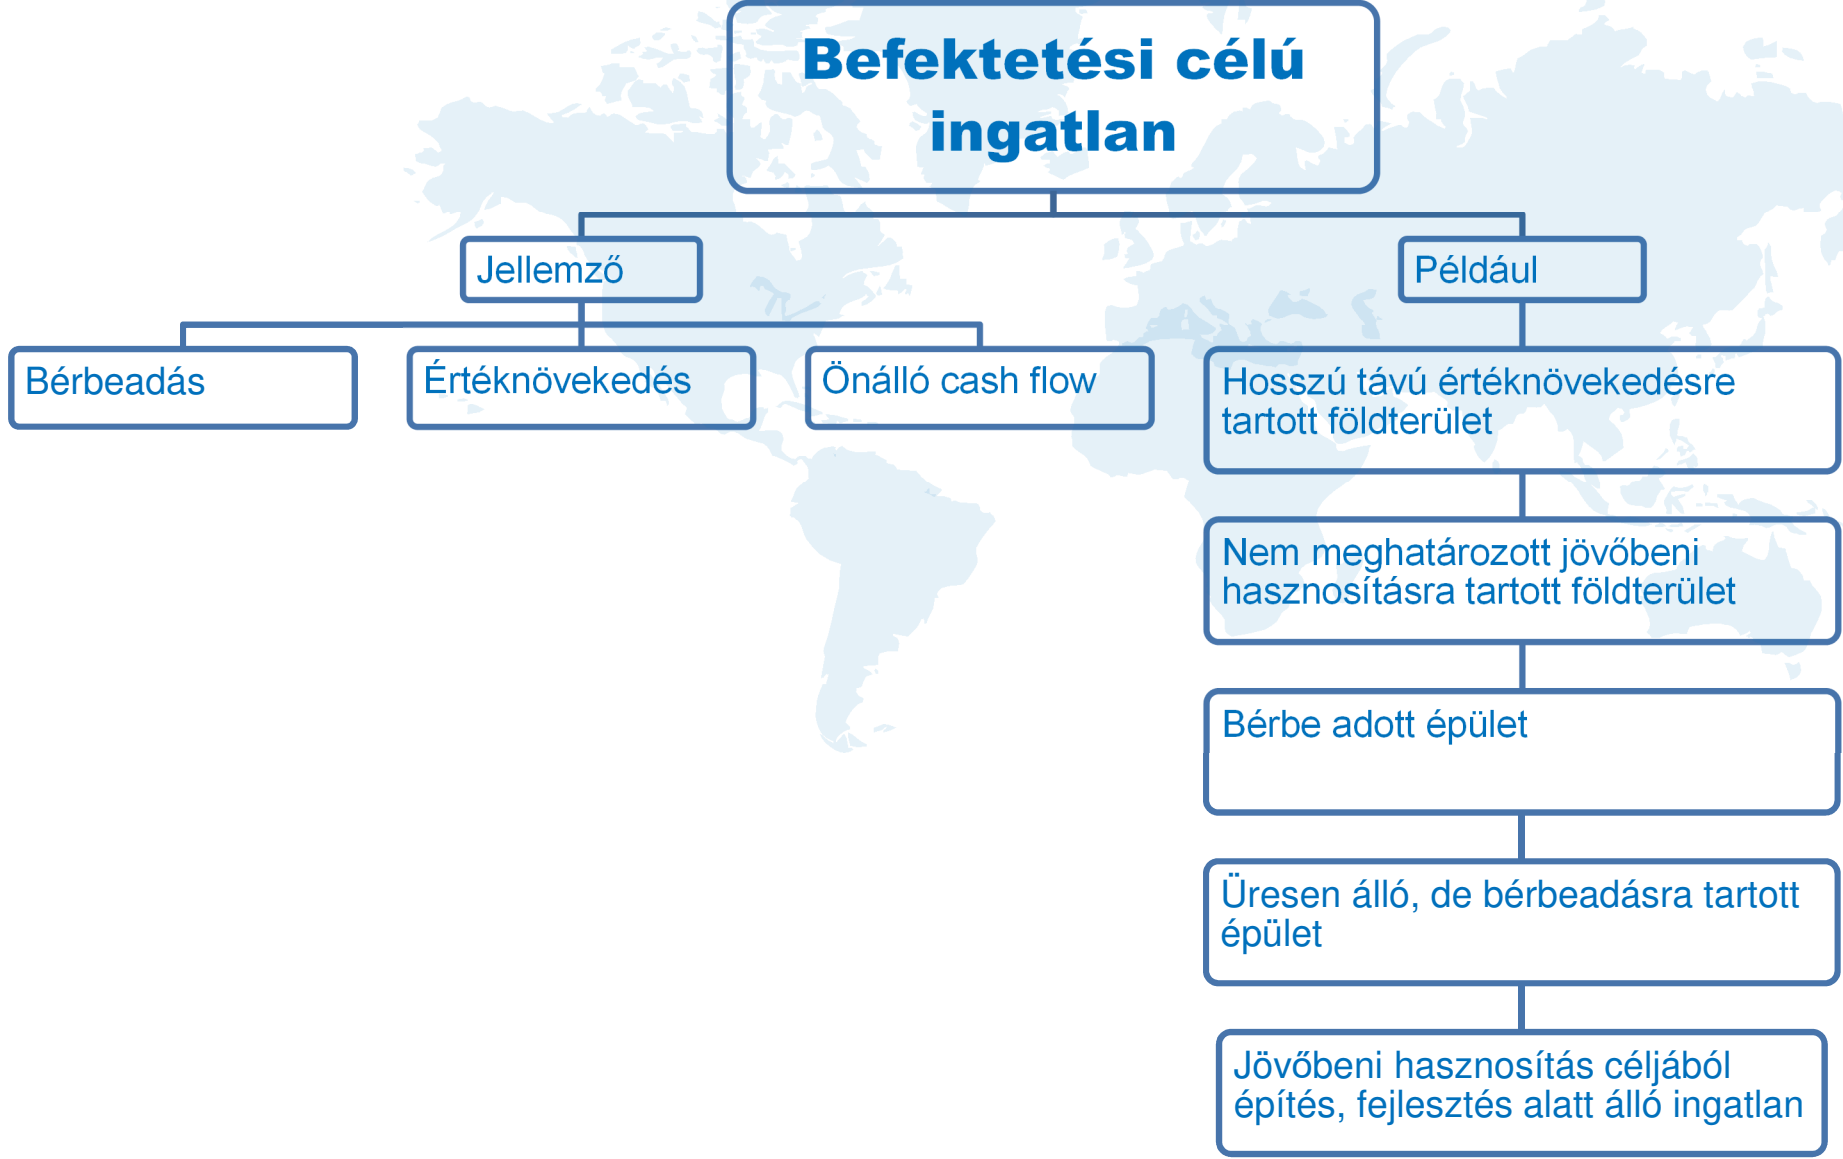 Befektetési célú
ingatlan
Jellemző
Például
Bérbeadás
Értéknövekedés
Önálló cash flow
Hosszú távú értéknövekedésre
tartott földterület
Nem meghatározott jövőbeni
hasznosításra tartott földterület
Bérbe adott épület
Üresen álló, de bérbeadásra tartott
épület
Jövőbeni hasznosítás céljából
építés, fejlesztés alatt álló ingatlan